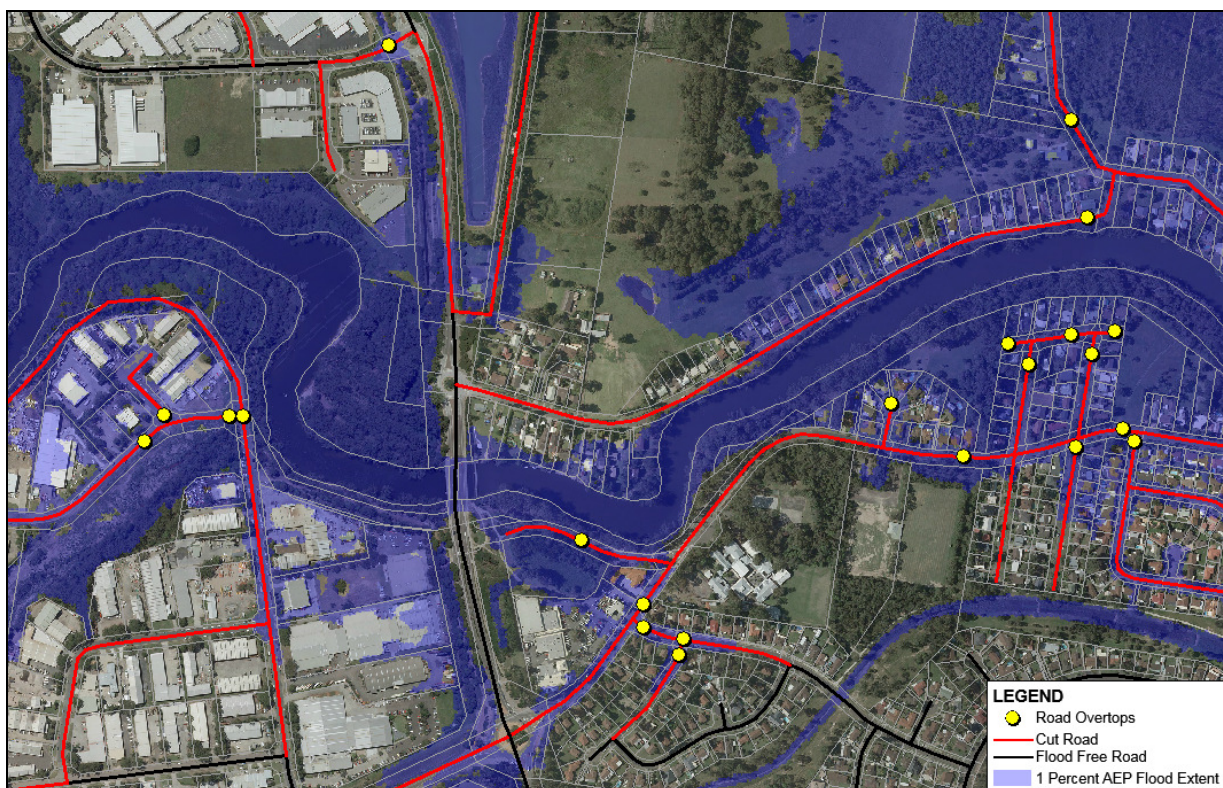 LEGEND
Road Overtops
Cut Road
Flood Free Road
1 Percent AEP Flood Extent